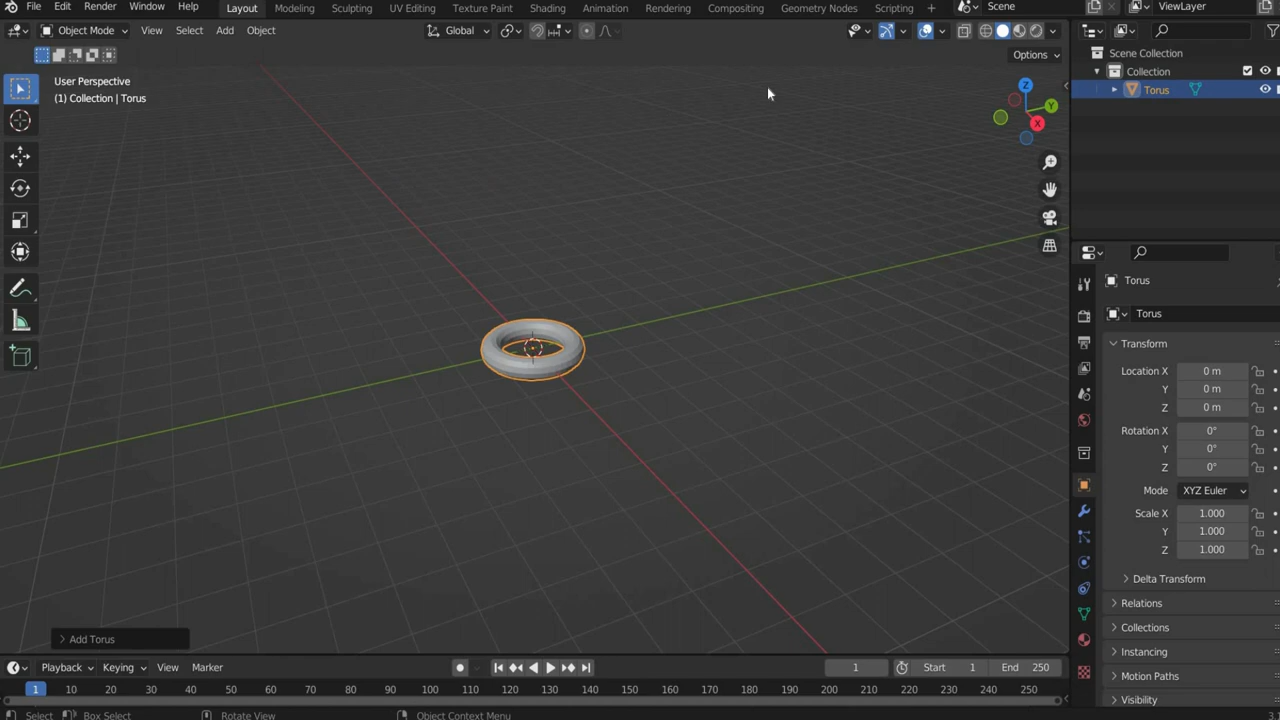 File Edit Render Window Help Layout Modeling Sculpting UV Editing Texture Paint Shading Animation Rendering Compositing Geometry Nodes Scripting + Scene ViewLayer
Object Mode View Select Add Object Global
Options
User Perspective
(1) Collection | Torus
Z
Y
X
Scene Collection
Collection
Torus
Torus
Torus
Transform
Location X 0 m
Y 0 m
Z 0 m
Rotation X 0°
Y 0°
Z 0°
Mode XYZ Euler
Scale X 1.000
Y 1.000
Z 1.000
Delta Transform
Relations
Collections
Instancing
Motion Paths
Visibility
Add Torus
Playback Keying View Marker 1 Start 1 End 250
1 10 20 30 40 50 60 70 80 90 100 110 120 130 140 150 160 170 180 190 200 210 220 230 240 250
Select Box Select Rotate View Object Context Menu